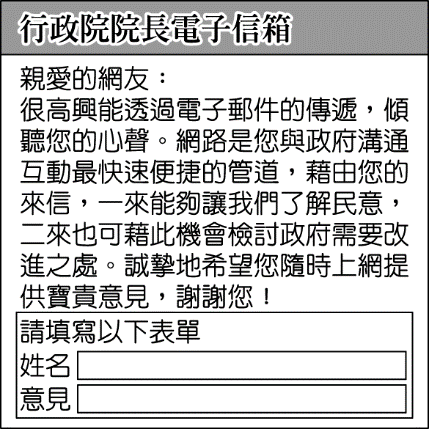 行政院院長電子信箱
親愛的網友：
很高興能透過電子郵件的傳遞，傾
聽您的心聲。網路是您與政府溝通
互動最快速便捷的管道，藉由您的
來信，一來能夠讓我們了解民意，
二來也可藉此機會檢討政府需要改
進之處。誠摯地希望您隨時上網提
供寶貴意見，謝謝您！
請填寫以下表單
姓名
意見